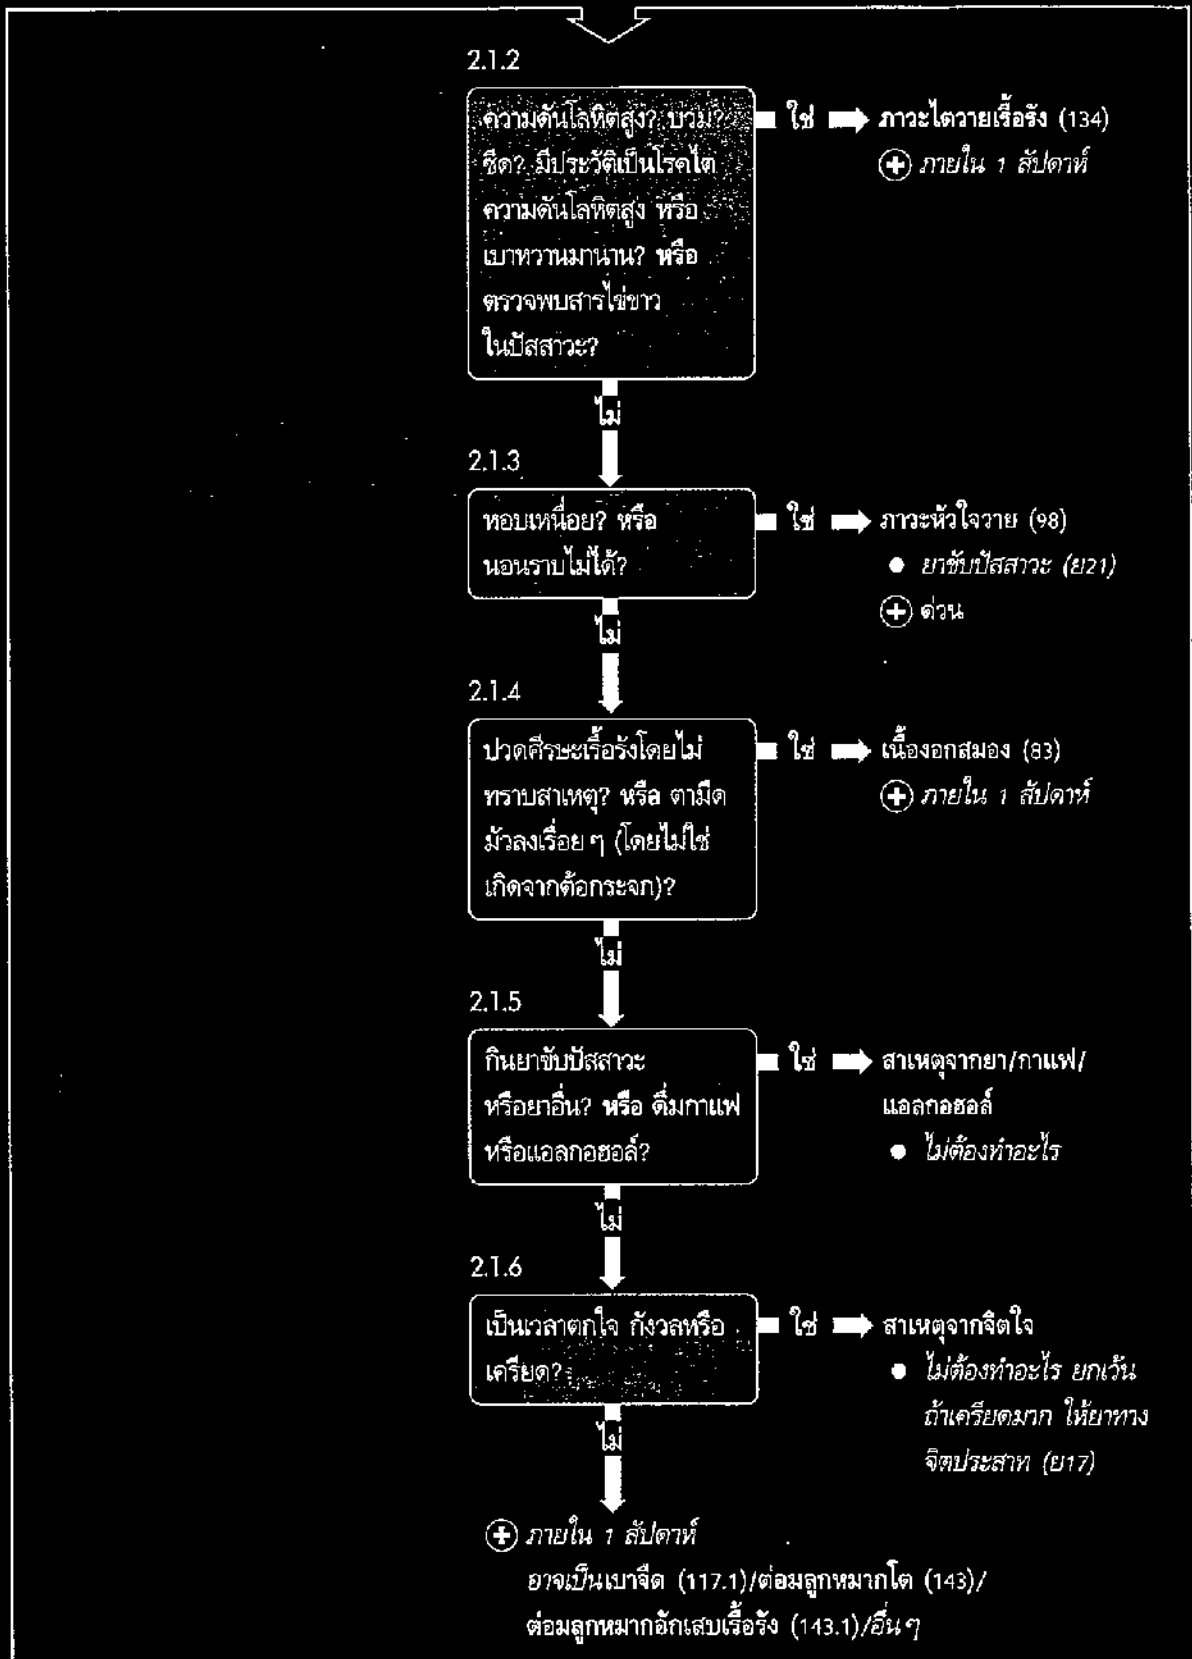 2.1.2
ความดันโลหิตสูง? บวม?
ซีด? มีประวัติเป็นโรคไต
ความดันโลหิตสูง หรือ
เบาหวานมานาน? หรือ
ตรวจพบสารไข่ขาว
ในปัสสาวะ?
ใช่
ภาวะไตวายเรื้อรัง (134)
ภายใน 1 สัปดาห์
ไม่
2.1.3
หอบเหนื่อย? หรือ
นอนราบไม่ได้?
ใช่
ภาวะหัวใจวาย (98)
● ยาขับปัสสาวะ (ย21)
ด่วน
ไม่
2.1.4
ปวดศีรษะเรื้อรังโดยไม่
ทราบสาเหตุ? หรือ ตามืด
มัวลงเรื่อยๆ (โดยไม่ใช่
เกิดจากต้อกระจก)?
ใช่
เนื้องอกสมอง (83)
ภายใน 1 สัปดาห์
ไม่
2.1.5
กินยาขับปัสสาวะ
หรือยาอื่น? หรือ ดื่มกาแฟ
หรือแอลกอฮอล์?
ใช่
สาเหตุจากยา/กาแฟ/
แอลกอฮอล์
● ไม่ต้องทำอะไร
ไม่
2.1.6
เป็นเวลาตกใจ กังวลหรือ
เครียด?
ใช่
สาเหตุจากจิตใจ
● ไม่ต้องทำอะไร ยกเว้น
ถ้าเครียดมาก ให้ยาทาง
จิตประสาท (ย17)
ไม่
ภายใน 1 สัปดาห์
อาจเป็นเบาจืด (117.1)/ต่อมลูกหมากโต (143)/
ต่อมลูกหมากอักเสบเรื้อรัง (143.1)/อื่นๆ